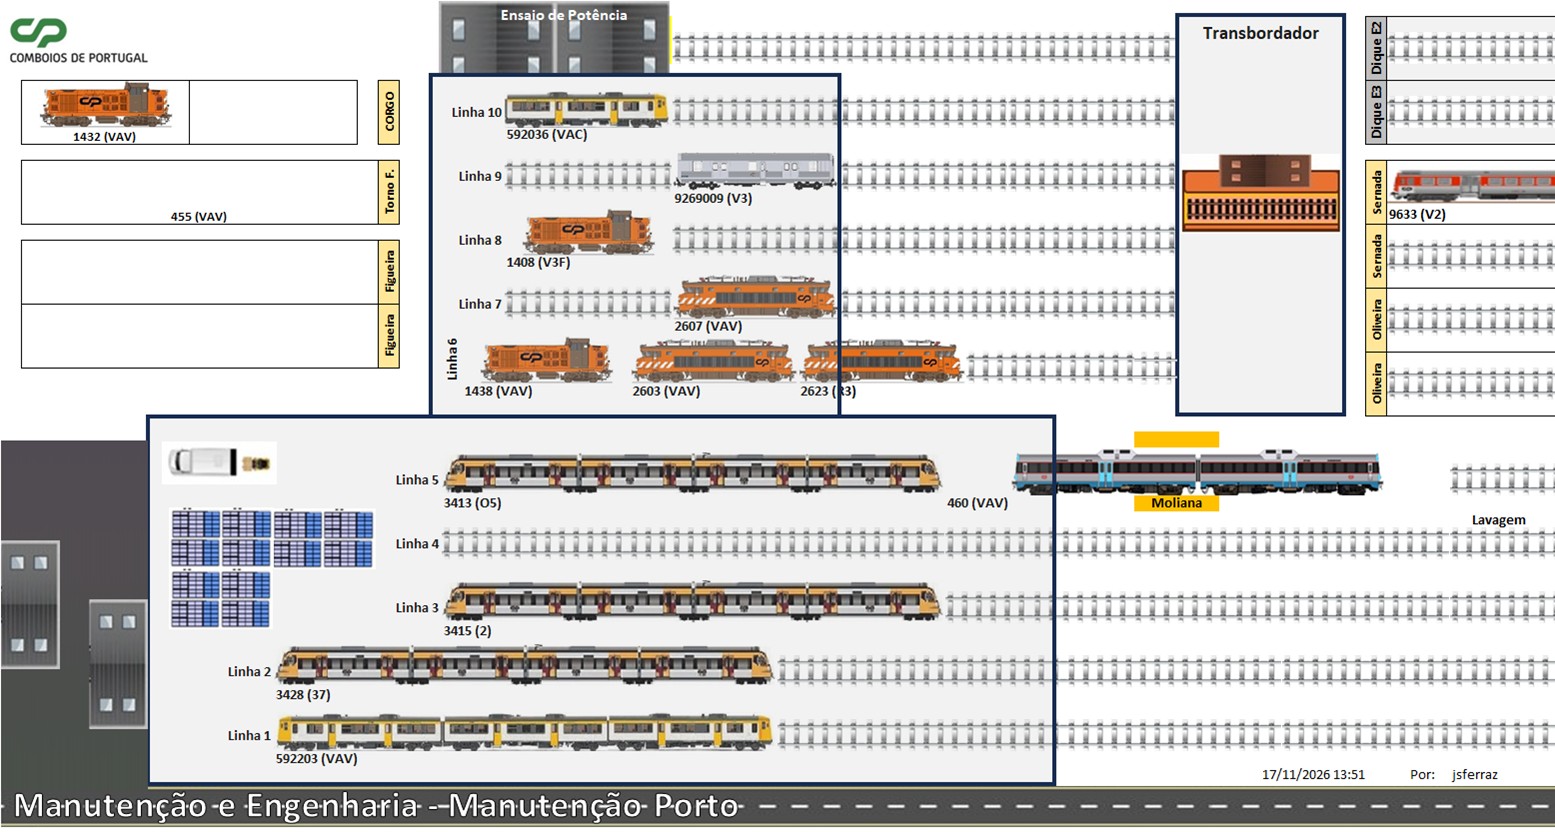 Ensaio de Potência
Transbordador
Dique E2
Dique E3
CP
COMBOIOS DE PORTUGAL
1432 (VAV)
CORGO
455 (VAV)
Torno F.
Figueira
Figueira
Linha 10
592036 (VAC)
Linha 9
9269009 (V3)
Linha 8
1408 (V3F)
Linha 7
2607 (VAV)
Linha 6
1438 (VAV)
2603 (VAV)
2623 (R3)
Sernada
9633 (V2)
Sernada
Oliveira
Oliveira
Linha 5
3413 (O5)
460 (VAV)
Moliana
Lavagem
Linha 4
Linha 3
3415 (2)
Linha 2
3428 (37)
Linha 1
592203 (VAV)
17/11/2026 13:51 Por: jsferraz
Manutenção e Engenharia - Manutenção Porto